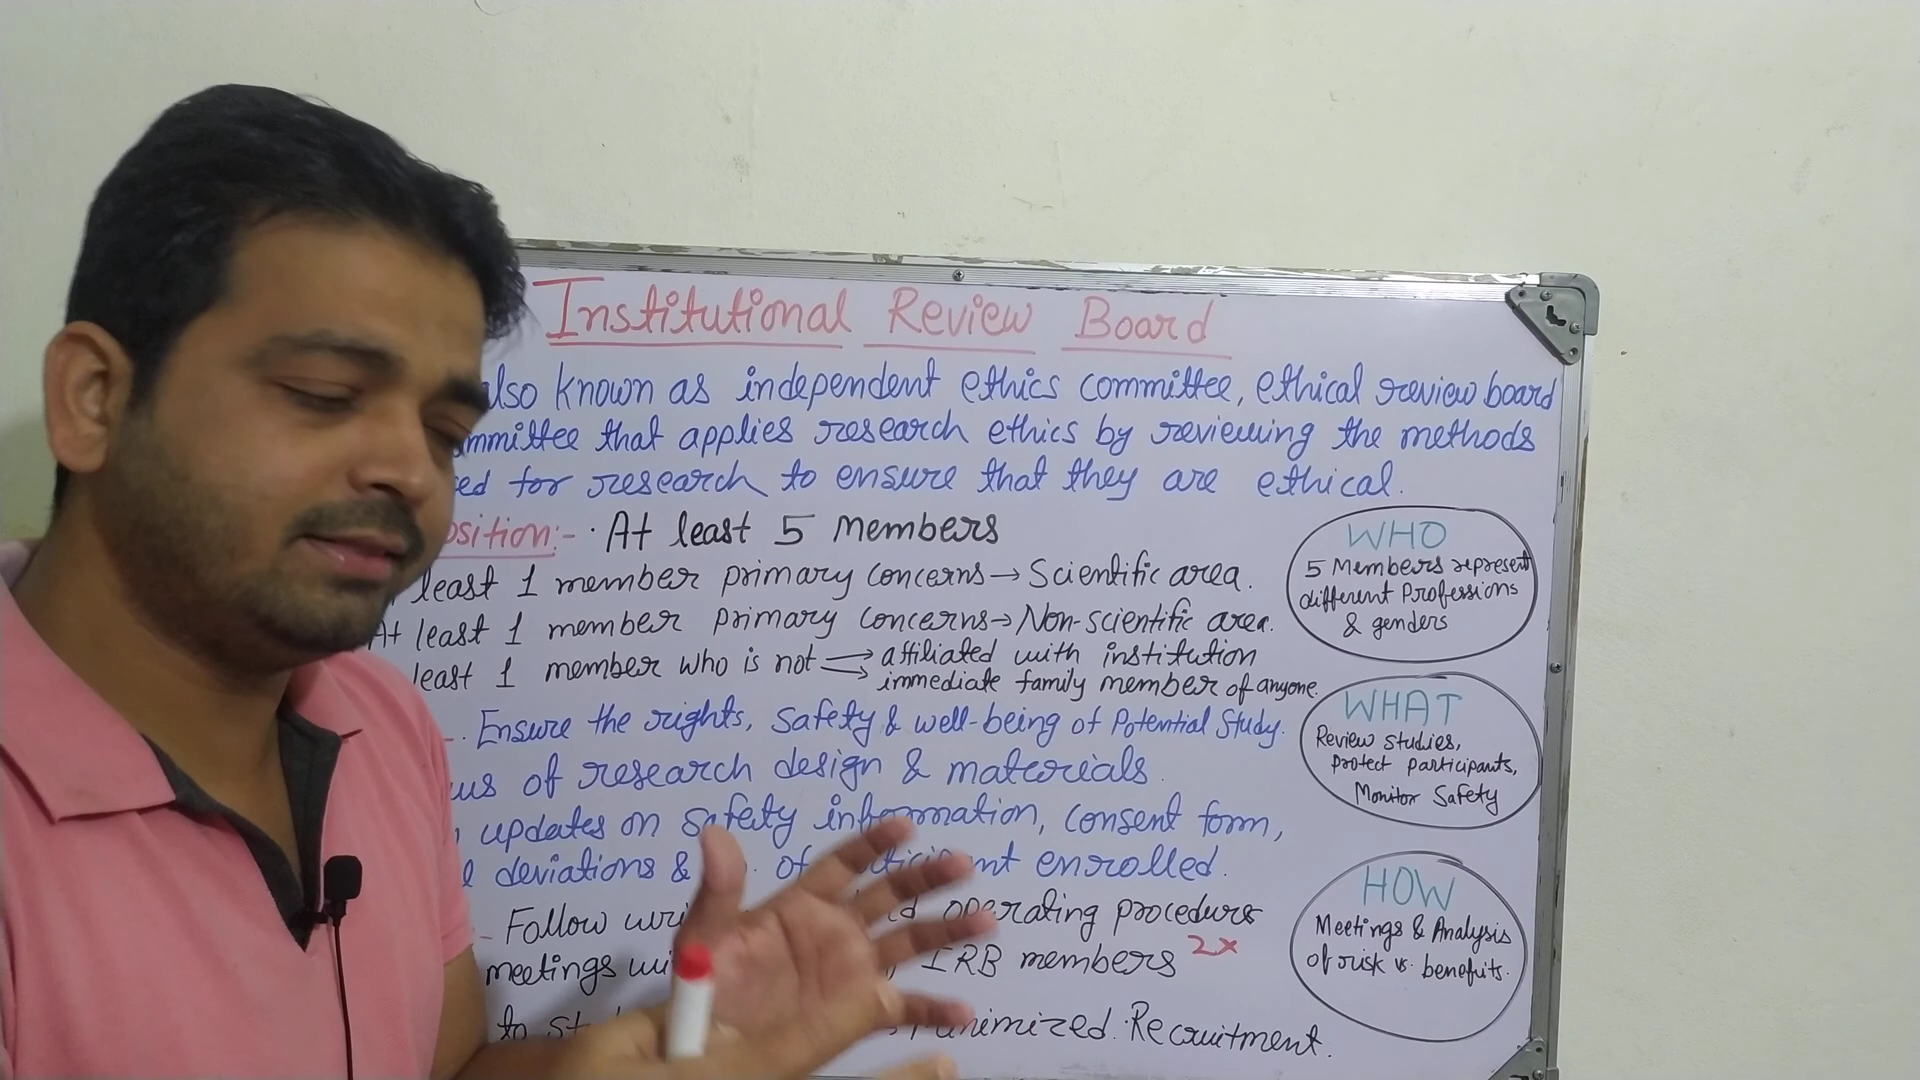 Institutional Review Board
also known as independent ethics committee, ethical review board
committee that applies research ethics by reviewing the methods
for research to ensure that they are ethical.
:- · At least 5 Members
least 1 member primary concerns → Scientific area.
At least 1 member primary concerns → Non-scientific area.
least 1 member who is not → affiliated with institution
→ immediate family member of anyone.
. Ensure the rights, Safety & well-being of Potential Study.
of research design & materials.
updates on Safety information, consent form,
deviations & of enrolled.
- Follow operating procedures
meetings IRB members 2x
to Minimized. Recruitment.
WHO
5 Members represent
different Professions
& genders
WHAT
Review studies,
protect participants,
Monitor Safety
HOW
Meetings & Analysis
of risk vs. benefits.